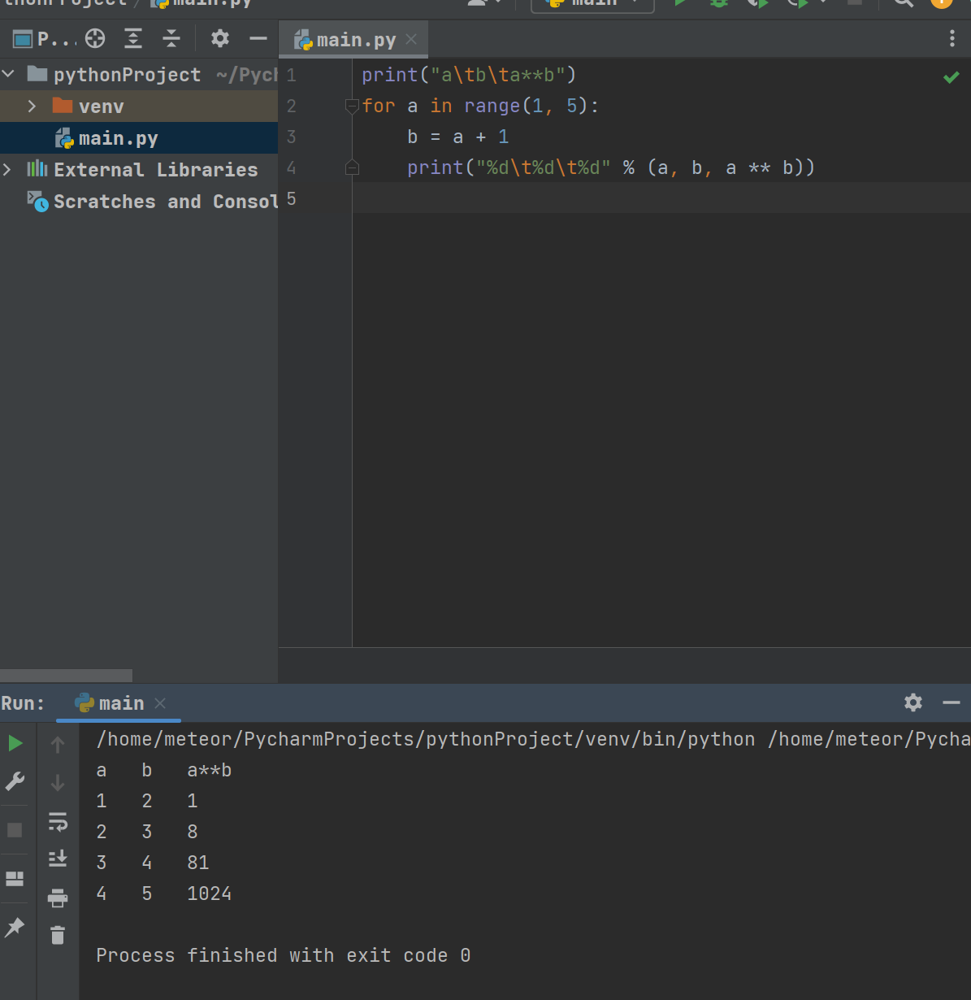 main.py
main
P...
main.py
pythonProject ~/Pych
venv
main.py
External Libraries
Scratches and Consol
1 print("a\tb\ta**b")
2 for a in range(1, 5):
3 b = a + 1
4 print("%d\t%d\t%d" % (a, b, a ** b))
5
Run: main
/home/meteor/PycharmProjects/pythonProject/venv/bin/python /home/meteor/Pycha
a b a**b
1 2 1
2 3 8
3 4 81
4 5 1024
Process finished with exit code 0